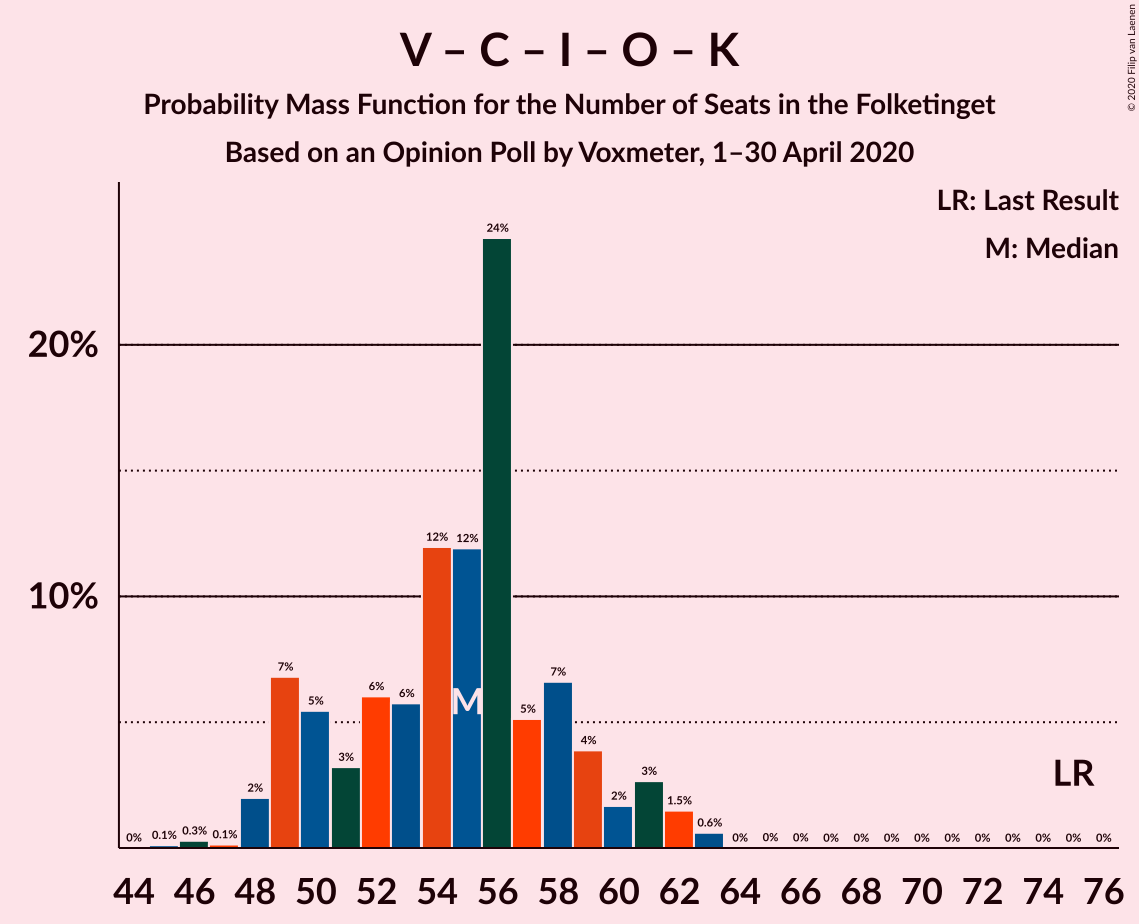 V – C – I – O – K
Probability Mass Function for the Number of Seats in the Folketinget
Based on an Opinion Poll by Voxmeter, 1–30 April 2020
© 2020 Filip van Laenen
LR: Last Result
M: Median
20%
10%
0% 0.1% 0.3% 0.1% 2% 7% 5% 3% 6% 6% 12% 12% 24% 5% 7% 4% 2% 3% 1.5% 0.6% 0% 0% 0% 0% 0% 0% 0% 0% 0% 0% 0% 0% 0%
M
LR
44 46 48 50 52 54 56 58 60 62 64 66 68 70 72 74 76